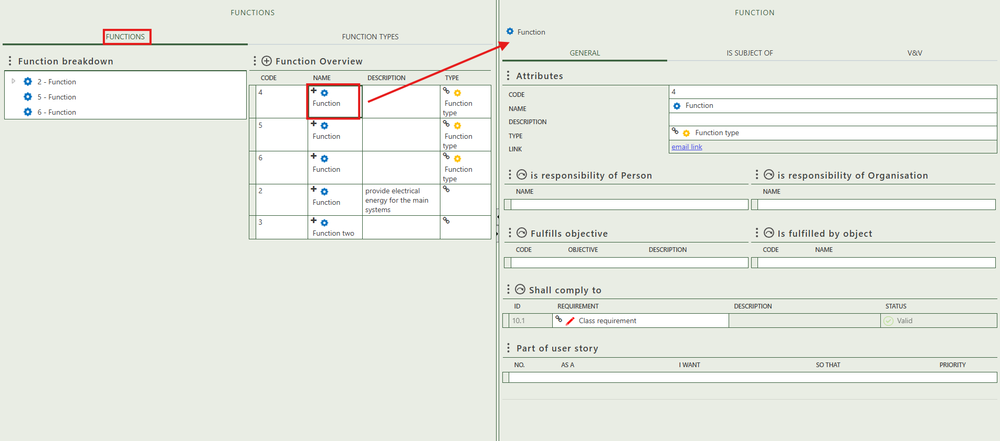 FUNCTIONS
FUNCTIONS
FUNCTION TYPES
Function breakdown
2 - Function
5 - Function
6 - Function
Function Overview
CODE NAME DESCRIPTION TYPE
4
Function
Function
type
5
Function
Function
type
6
Function
Function
type
2
Function
provide electrical
energy for the main
systems
3
Function two
FUNCTION
Function
GENERAL IS SUBJECT OF V&V
Attributes
CODE 4
NAME Function
DESCRIPTION
TYPE Function type
LINK email link
is responsibility of Person
NAME
is responsibility of Organisation
NAME
Fulfills objective
CODE OBJECTIVE DESCRIPTION
Is fulfilled by object
CODE NAME
Shall comply to
ID REQUIREMENT DESCRIPTION STATUS
10.1 Class requirement Valid
Part of user story
NO. AS A I WANT SO THAT PRIORITY